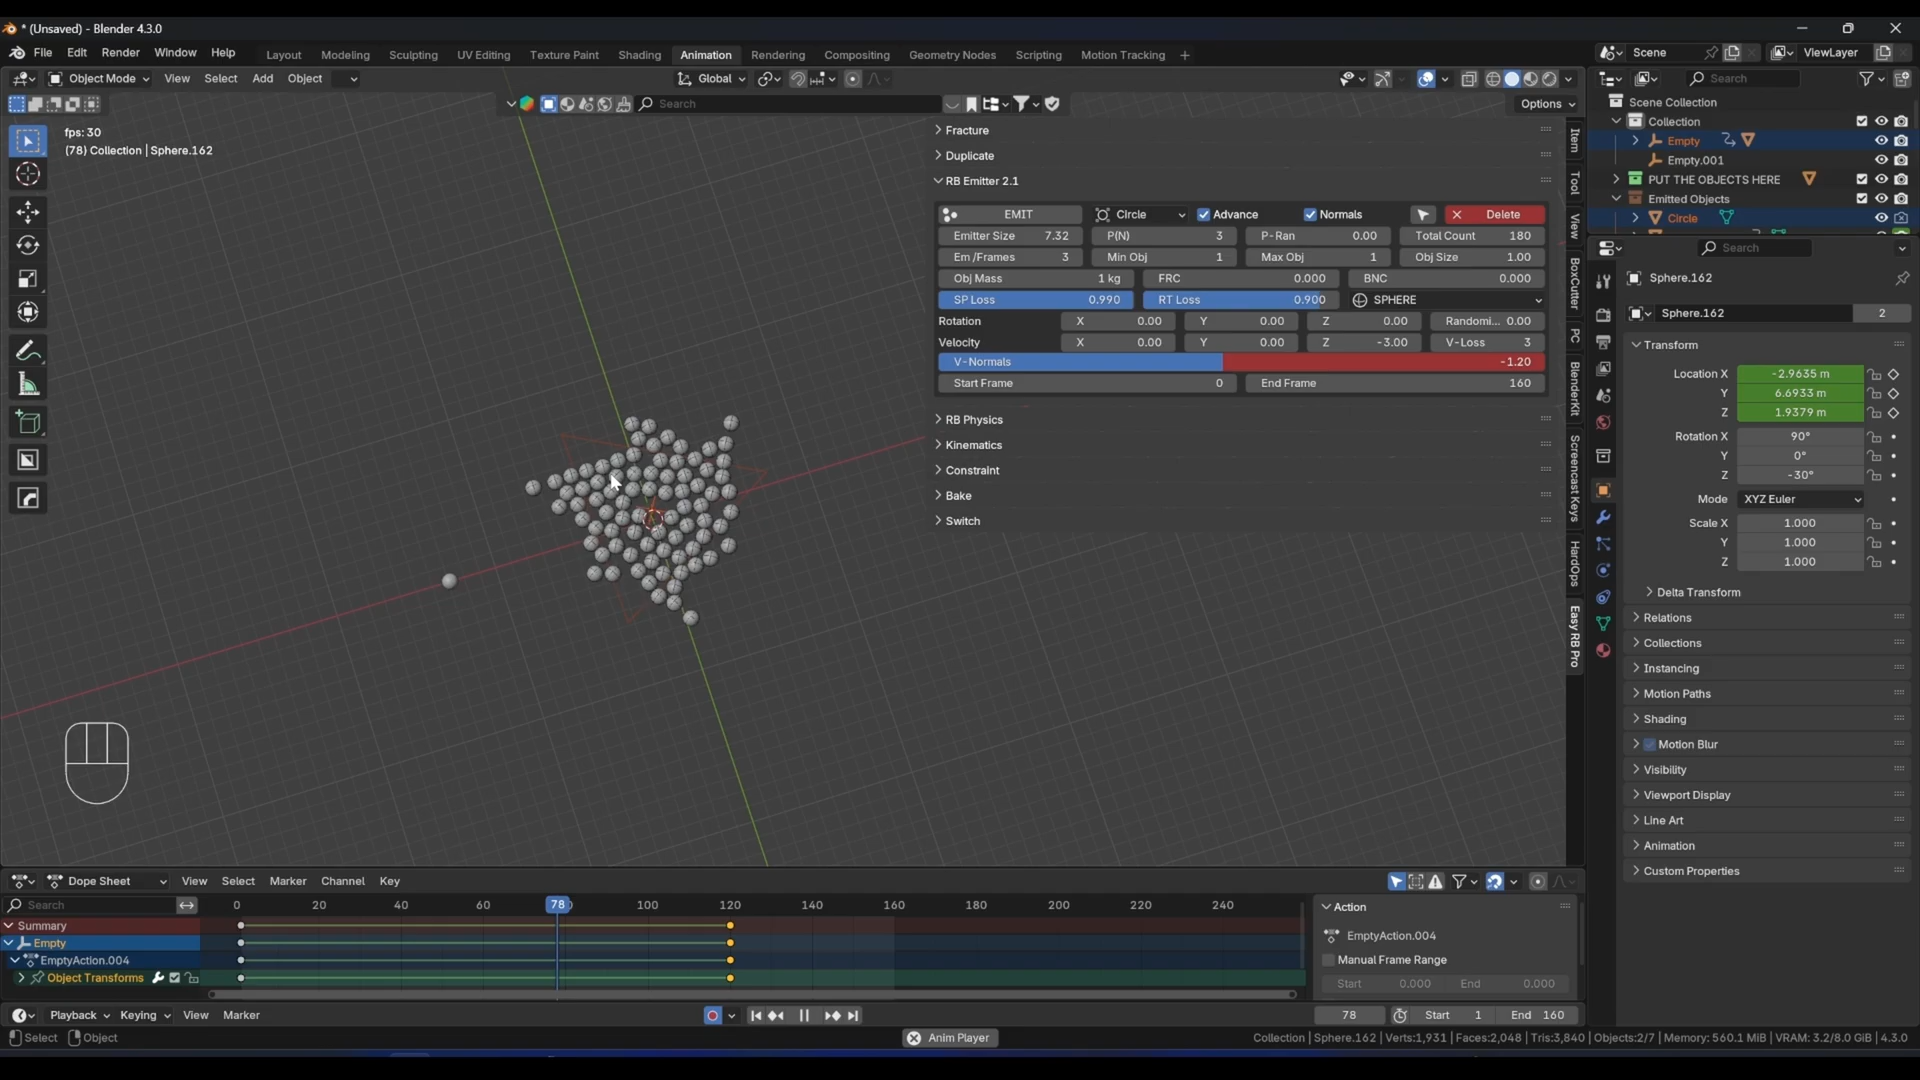 * (Unsaved) - Blender 4.3.0
File Edit Render Window Help Layout Modeling Sculpting UV Editing Texture Paint Shading Animation Rendering Compositing Geometry Nodes Scripting Motion Tracking + Scene ViewLayer
Object Mode View Select Add Object Global Search
Search Options
fps: 30
(78) Collection | Sphere.162
Fracture
Duplicate
RB Emitter 2.1
EMIT Circle Advance Normals Delete
Emitter Size 7.32 P(N) 3 P-Ran 0.00 Total Count 180
Em /Frames 3 Min Obj 1 Max Obj 1 Obj Size 1.00
Obj Mass 1 kg FRC 0.000 BNC 0.000
SP Loss 0.990 RT Loss 0.900 SPHERE
Rotation X 0.00 Y 0.00 Z 0.00 Randomi... 0.00
Velocity X 0.00 Y 0.00 Z -3.00 V-Loss 3
V-Normals -1.20
Start Frame 0 End Frame 160
RB Physics
Kinematics
Constraint
Bake
Switch
Item
Tool
View
BoxCutter
PC
BlenderKit
Screencast Keys
HardOps
Easy RB Pro
Scene Collection
Collection
Empty
Empty.001
PUT THE OBJECTS HERE
Emitted Objects
Circle
Search
Sphere.162
Sphere.162 2
Transform
Location X -2.9635 m
Y 6.6933 m
Z 1.9379 m
Rotation X 90°
Y 0°
Z -30°
Mode XYZ Euler
Scale X 1.000
Y 1.000
Z 1.000
Delta Transform
Relations
Collections
Instancing
Motion Paths
Shading
Motion Blur
Visibility
Viewport Display
Line Art
Animation
Custom Properties
Dope Sheet View Select Marker Channel Key
Search 0 20 40 60 78 100 120 140 160 180 200 220 240
Summary
Empty
EmptyAction.004
Object Transforms
Action
EmptyAction.004
Manual Frame Range
Start 0.000 End 0.000
Playback Keying View Marker 78 Start 1 End 160
Select Object Anim Player Collection | Sphere.162 | Verts:1,931 | Faces:2,048 | Tris:3,840 | Objects:2/7 | Memory: 560.1 MiB | VRAM: 3.2/8.0 GiB | 4.3.0